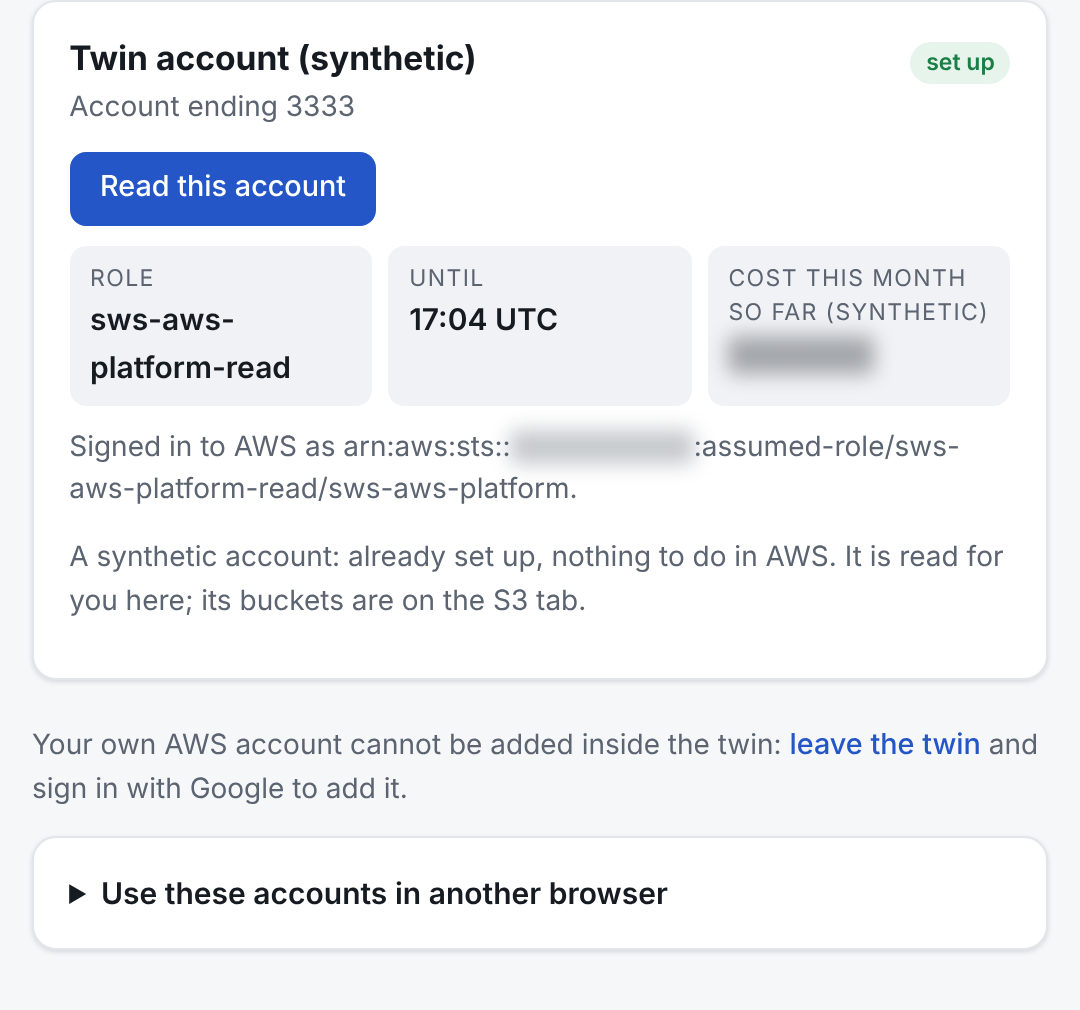 Twin account (synthetic)
set up
Account ending 3333
Read this account
ROLE
sws-aws-
platform-read
UNTIL
17:04 UTC
COST THIS MONTH
SO FAR (SYNTHETIC)
Signed in to AWS as arn:aws:sts:: :assumed-role/sws-
aws-platform-read/sws-aws-platform.
A synthetic account: already set up, nothing to do in AWS. It is read for
you here; its buckets are on the S3 tab.
Your own AWS account cannot be added inside the twin: leave the twin and
sign in with Google to add it.
Use these accounts in another browser